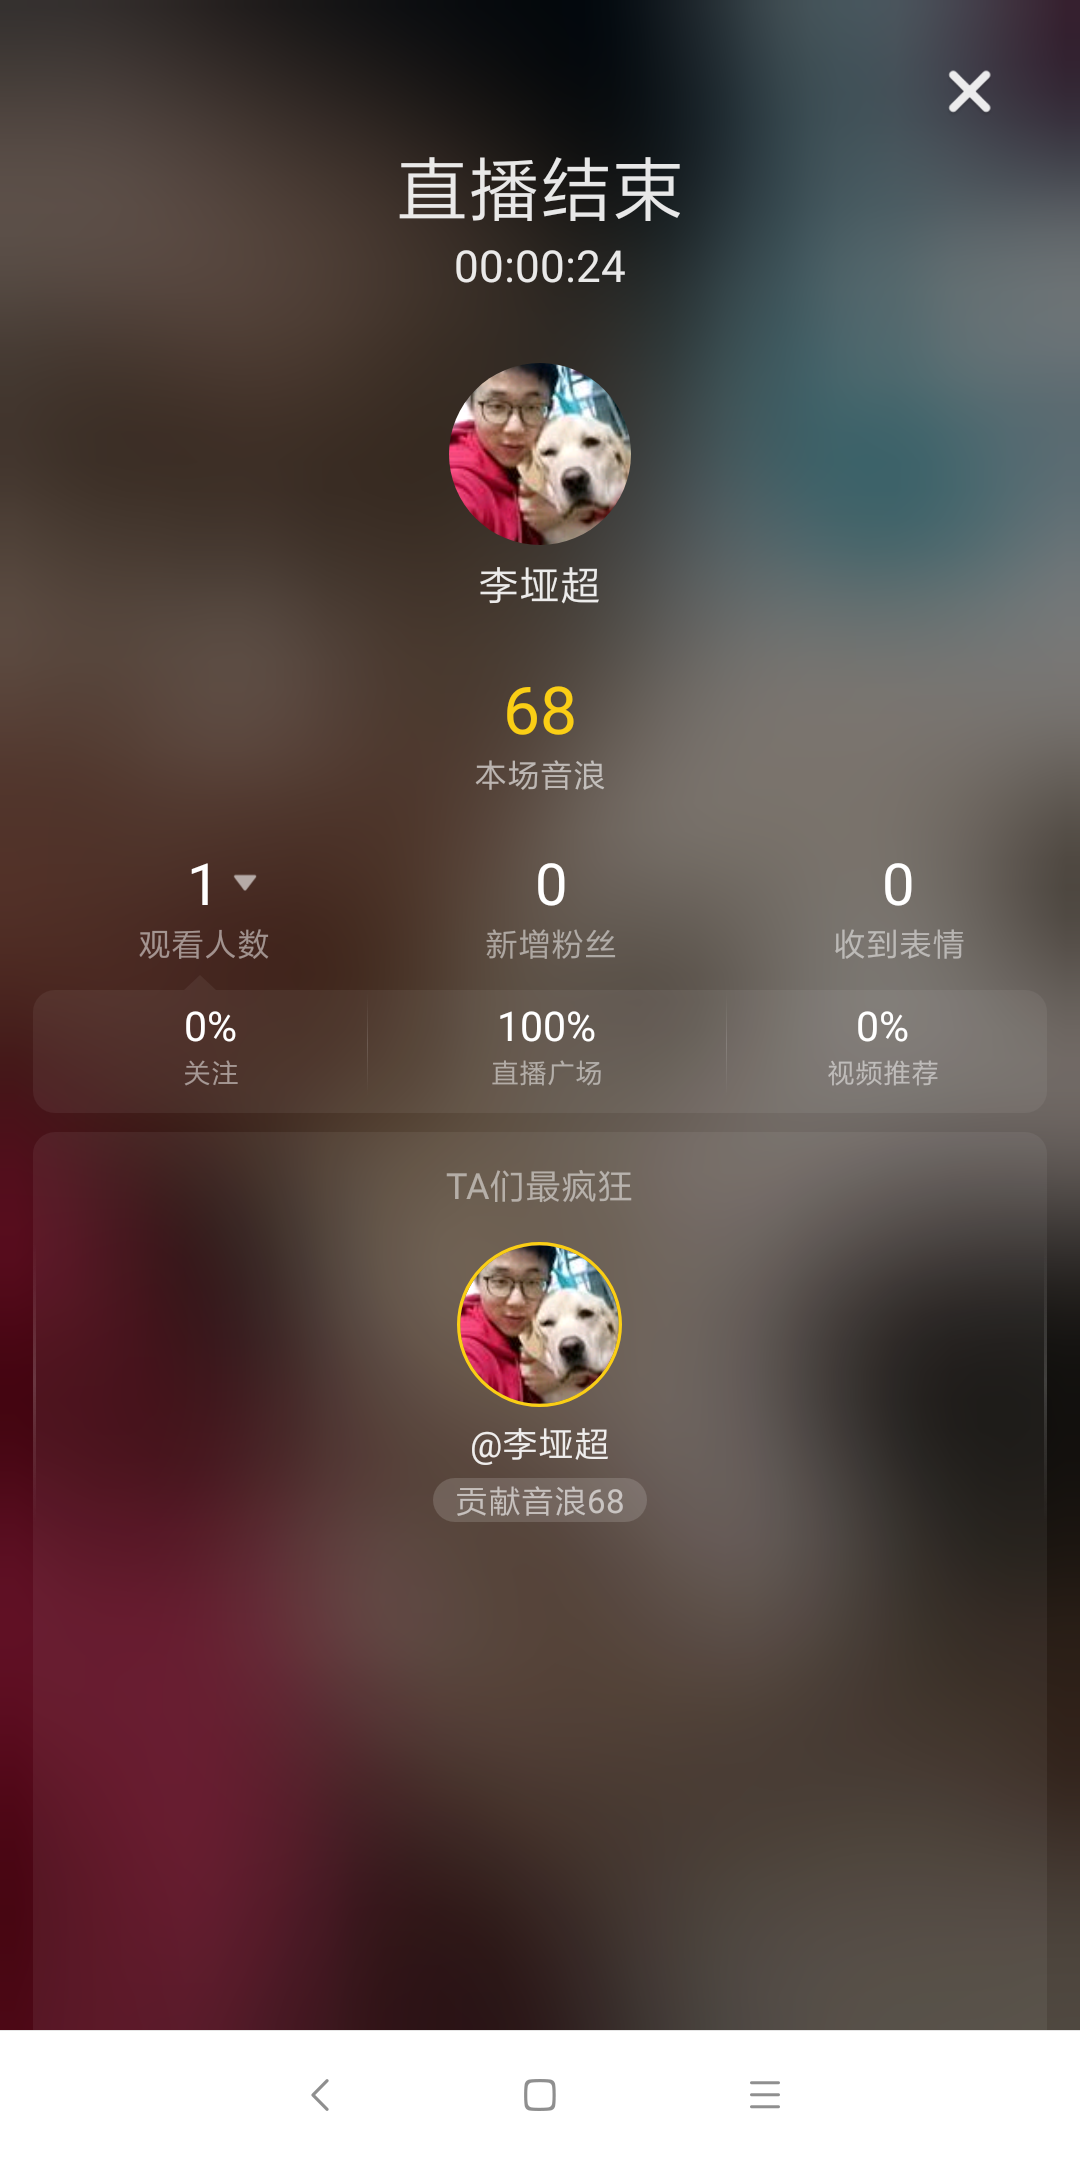 直播结束
00:00:24
李垭超
68
本场音浪
1 0 0
观看人数 新增粉丝 收到表情
0% 100% 0%
关注 直播广场 视频推荐
TA们最疯狂
@李垭超
贡献音浪68